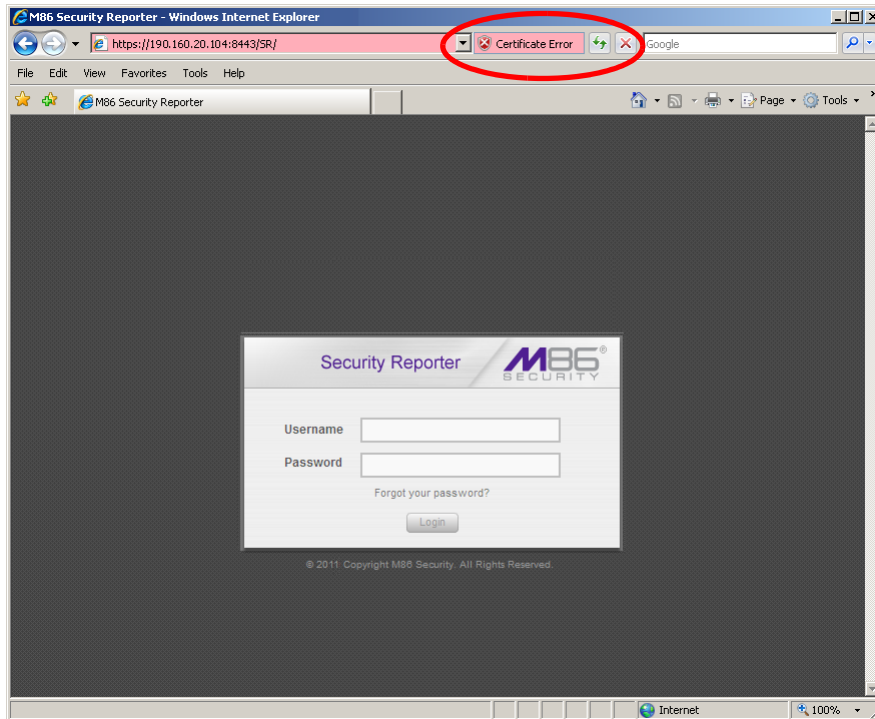 M86 Security Reporter - Windows Internet Explorer
https://190.160.20.104:8443/SR/
Certificate Error
Google
File Edit View Favorites Tools Help
M86 Security Reporter
Page
Tools
Security Reporter
M86®
SECURITY
Username
Password
Forgot your password?
Login
© 2011 Copyright M86 Security. All Rights Reserved.
Internet
100%